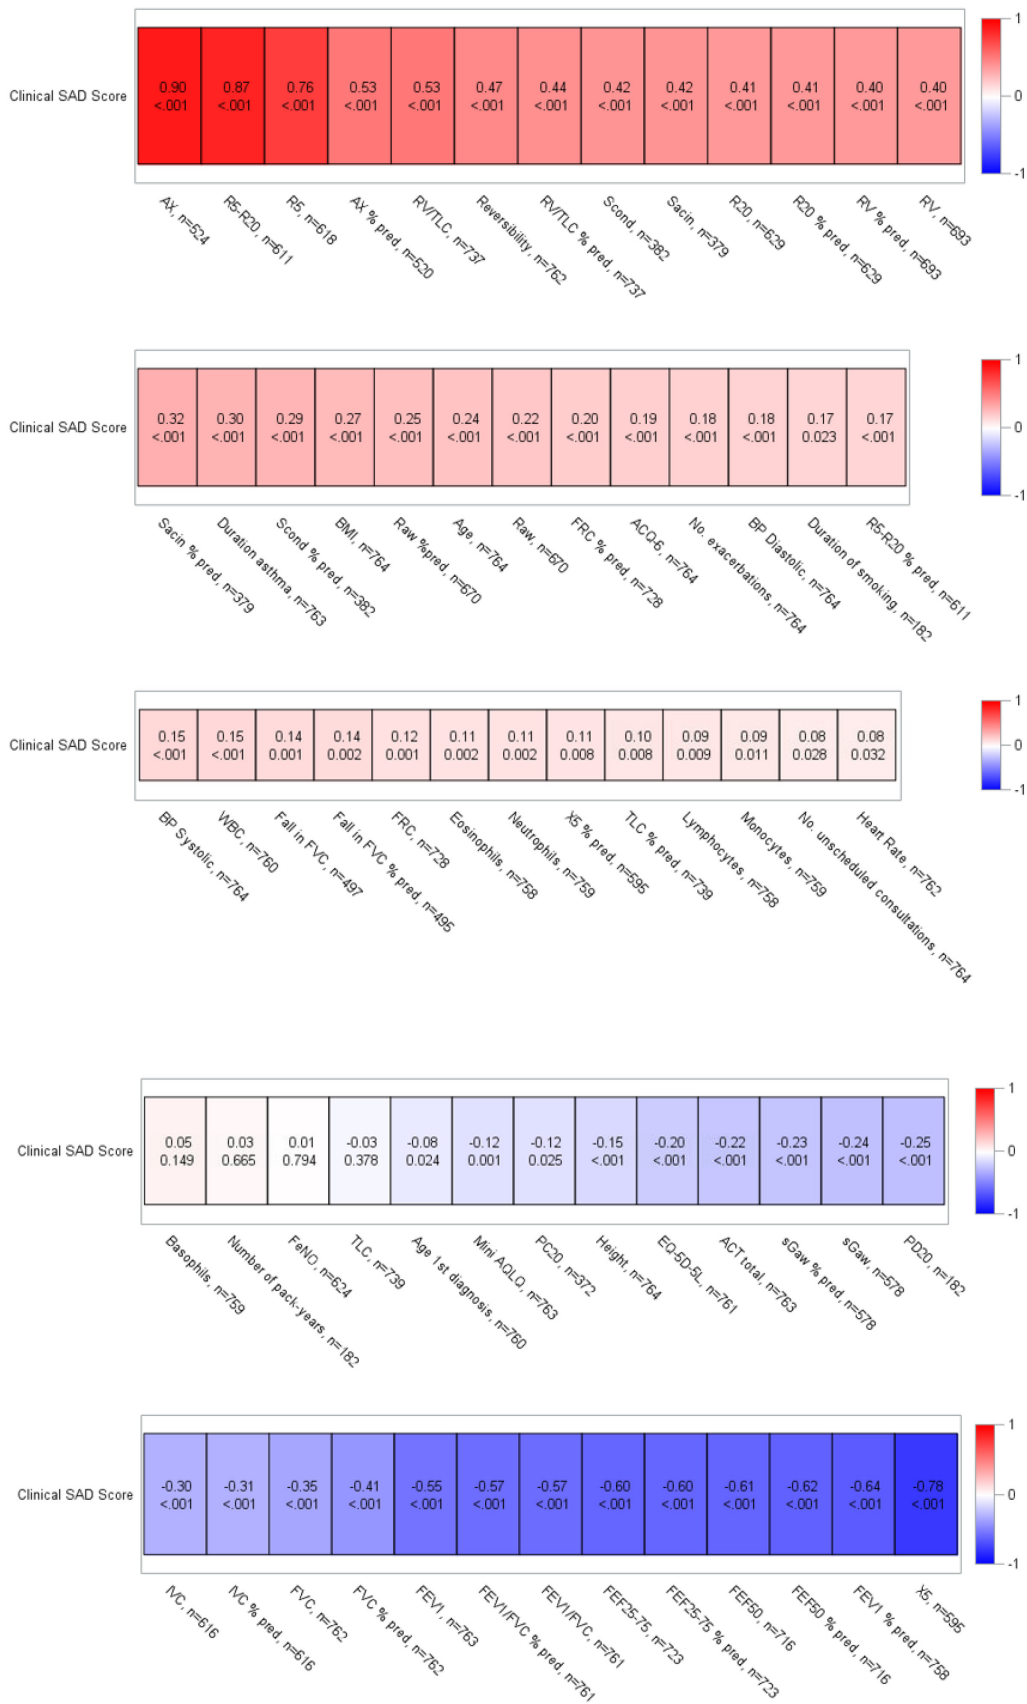 Clinical SAD Score
0.90 0.87 0.76 0.53 0.53 0.47 0.44 0.42 0.42 0.41 0.41 0.40 0.40
<.001 <.001 <.001 <.001 <.001 <.001 <.001 <.001 <.001 <.001 <.001 <.001 <.001
1
0
-1
AX, n=524
R5-R20, n=611
R5, n=618
AX % pred, n=520
RV/TLC, n=737
Reversibility, n=762
RV/TLC % pred, n=737
Scond, n=382
Sacin, n=379
R20, n=629
R20 % pred, n=629
RV % pred, n=693
RV, n=693
Clinical SAD Score
0.32 0.30 0.29 0.27 0.25 0.24 0.22 0.20 0.19 0.18 0.18 0.17 0.17
<.001 <.001 <.001 <.001 <.001 <.001 <.001 <.001 <.001 <.001 <.001 0.023 <.001
1
0
-1
Sacin % pred, n=379
Duration asthma, n=763
Scond % pred, n=382
BMI, n=764
Raw %pred, n=670
Age, n=764
Raw, n=670
FRC % pred, n=728
ACQ-6, n=764
No. exacerbations, n=764
BP Diastolic, n=764
Duration of smoking, n=182
R5-R20 % pred, n=611
Clinical SAD Score
0.15 0.15 0.14 0.14 0.12 0.11 0.11 0.11 0.10 0.09 0.09 0.08 0.08
<.001 <.001 0.001 0.002 0.001 0.002 0.002 0.008 0.008 0.009 0.011 0.028 0.032
1
0
-1
BP Systolic, n=764
WBC, n=760
Fall in FVC, n=497
Fall in FVC % pred, n=495
FRC, n=728
Eosinophils, n=758
Neutrophils, n=759
X5 % pred, n=595
TLC % pred, n=739
Lymphocytes, n=758
Monocytes, n=759
No. unscheduled consultations, n=764
Heart Rate, n=762
Clinical SAD Score
0.05 0.03 0.01 -0.03 -0.08 -0.12 -0.12 -0.15 -0.20 -0.22 -0.23 -0.24 -0.25
0.149 0.665 0.794 0.378 0.024 0.001 0.025 <.001 <.001 <.001 <.001 <.001 <.001
1
0
-1
Basophils, n=759
Number of pack-years, n=182
FeNO, n=624
TLC, n=739
Age 1st diagnosis, n=760
Mini AQLQ, n=763
PC20, n=372
Height, n=764
EQ-5D-5L, n=761
ACT total, n=763
sGaw % pred, n=578
sGaw, n=578
PD20, n=182
Clinical SAD Score
-0.30 -0.31 -0.35 -0.41 -0.55 -0.57 -0.57 -0.60 -0.60 -0.61 -0.62 -0.64 -0.78
<.001 <.001 <.001 <.001 <.001 <.001 <.001 <.001 <.001 <.001 <.001 <.001 <.001
1
0
-1
IVC, n=616
IVC % pred, n=616
FVC, n=762
FVC % pred, n=762
FEV1, n=763
FEV1/FVC % pred, n=761
FEV1/FVC, n=761
FEF25-75, n=723
FEF25-75 % pred, n=723
FEF50, n=716
FEF50 % pred, n=716
FEV1 % pred, n=758
X5, n=595